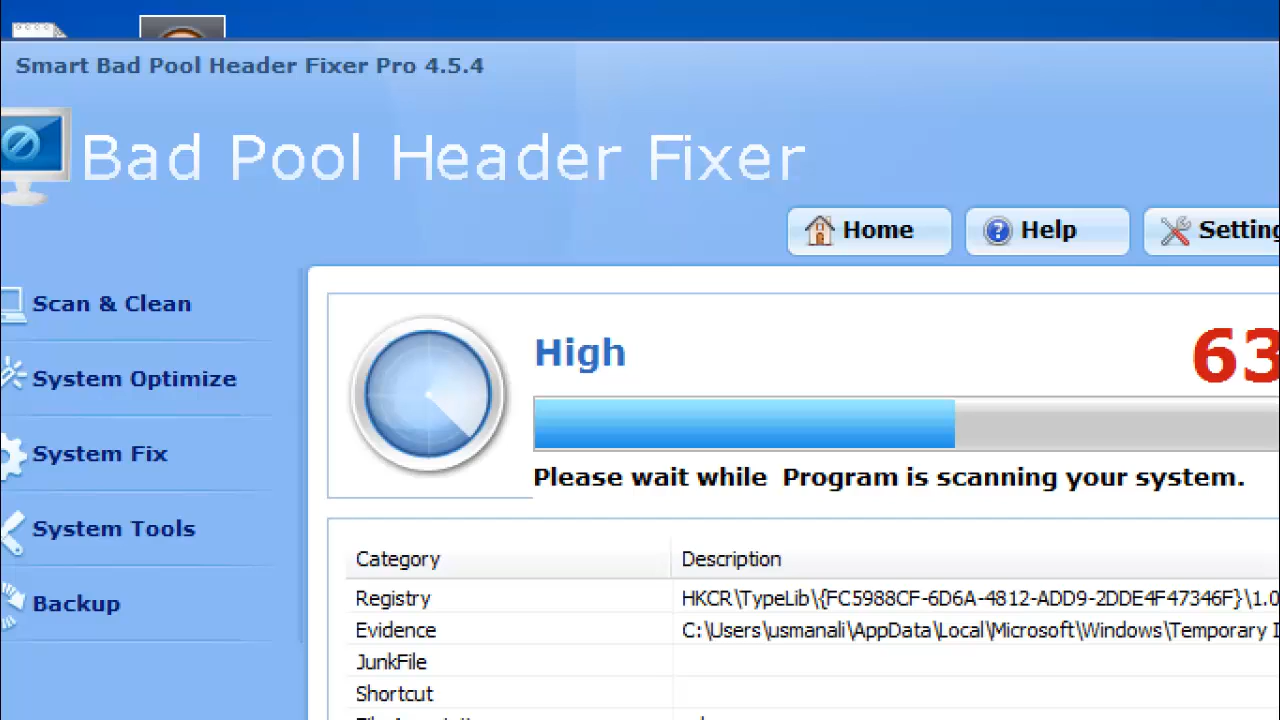 Smart Bad Pool Header Fixer Pro 4.5.4
Bad Pool Header Fixer
Home
Help
Setting
Scan & Clean
System Optimize
System Fix
System Tools
Backup
High
63
Please wait while Program is scanning your system.
Category Description
Registry HKCR\TypeLib\{FC5988CF-6D6A-4812-ADD9-2DDE4F47346F}\1.0
Evidence C:\Users\usmanali\AppData\Local\Microsoft\Windows\Temporary I
JunkFile
Shortcut